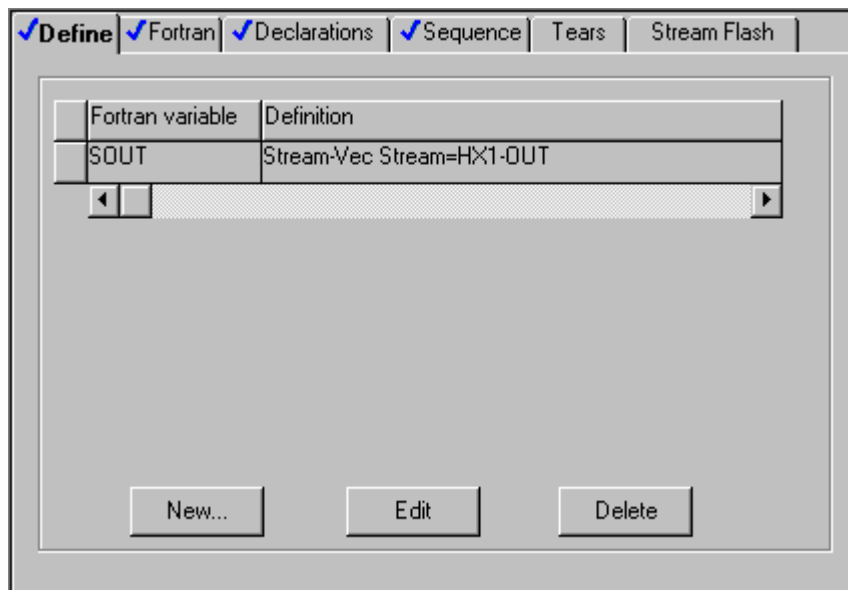 Define Fortran Declarations Sequence Tears Stream Flash
Fortran variable Definition
SOUT Stream-Vec Stream=HX1-OUT
New... Edit Delete